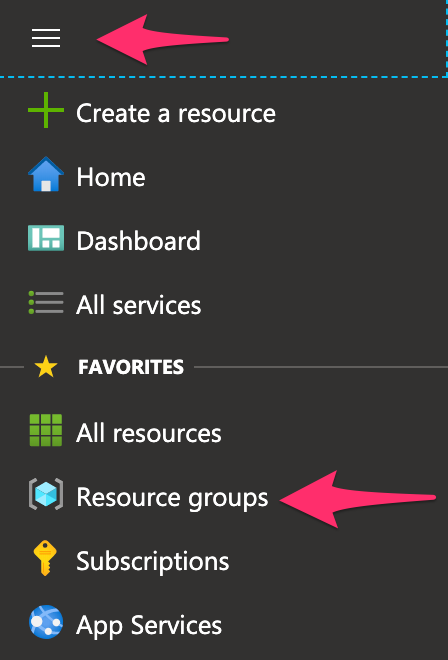 Create a resource
Home
Dashboard
All services
FAVORITES
All resources
Resource groups
Subscriptions
App Services